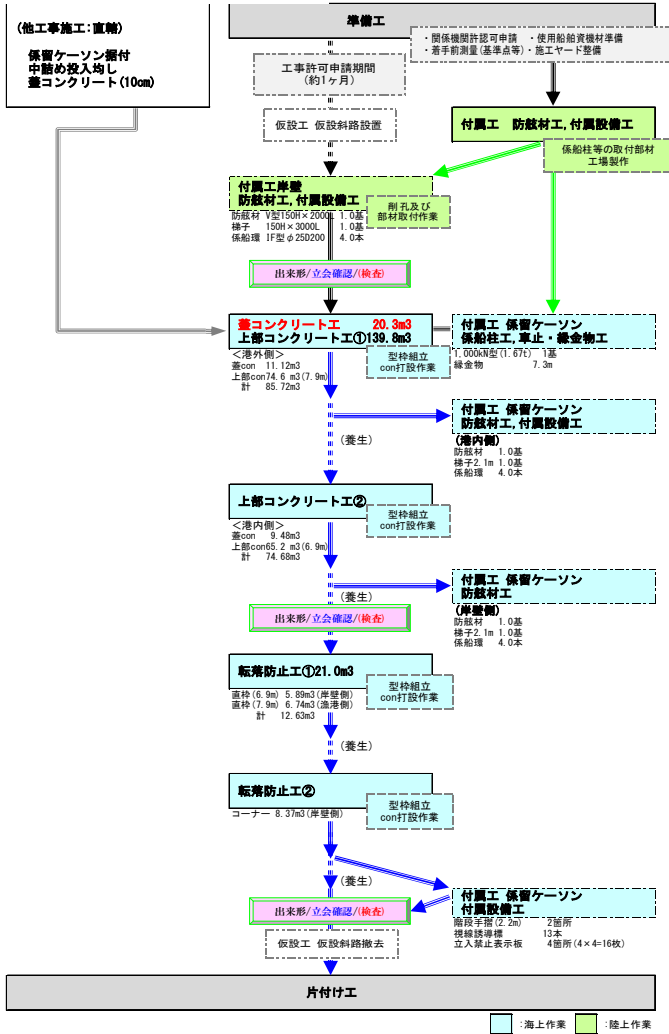 (他工事施工:直轄)
係留ケーソン据付
中詰め投入均し
蓋コンクリート(10cm)
準備工
・関係機関許認可申請 ・使用船舶資機材準備
・着手前測量(基準点等)・施工ヤード整備
工事許可申請期間
(約1ヶ月)
仮設工 仮設斜路設置
付属工 防舷材工,付属設備工
係船柱等の取付部材
工場製作
付属工岸壁
防舷材工,付属設備工
削孔及び
部材取付作業
防舷材 V型150H×2000L 1.0基
梯子 150H×3000L 1.0基
係船環 IF型φ25D200 4.0本
出来形/立会確認/(検査)
蓋コンクリート工 20.3m3
上部コンクリート工①139.8m3
型枠組立
con打設作業
<港外側>
蓋con 11.12m3
上部con74.6 m3(7.9m)
計 85.72m3
付属工 係留ケーソン
係船柱工,車止・縁金物工
1,000kN型(1.67t) 1基
縁金物 7.3m
(養生)
付属工 係留ケーソン
防舷材工,付属設備工
(港内側)
防舷材 1.0基
梯子2.1m 1.0基
係船環 4.0本
上部コンクリート工②
型枠組立
con打設作業
<港内側>
蓋con 9.48m3
上部con65.2 m3(6.9m)
計 74.68m3
(養生)
付属工 係留ケーソン
防舷材工
(岸壁側)
防舷材 1.0基
梯子2.1m 1.0基
係船環 4.0本
出来形/立会確認/(検査)
転落防止工①21.0m3
型枠組立
con打設作業
直枠(6.9m) 5.89m3(岸壁側)
直枠(7.9m) 6.74m3(漁港側)
計 12.63m3
(養生)
転落防止工②
型枠組立
con打設作業
コーナー 8.37m3(岸壁側)
(養生)
付属工 係留ケーソン
付属設備工
階段手摺(2.2m) 2箇所
視線誘導標 13本
立入禁止表示板 4箇所(4×4=16枚)
出来形/立会確認/(検査)
仮設工 仮設斜路撤去
片付け工
:海上作業 :陸上作業